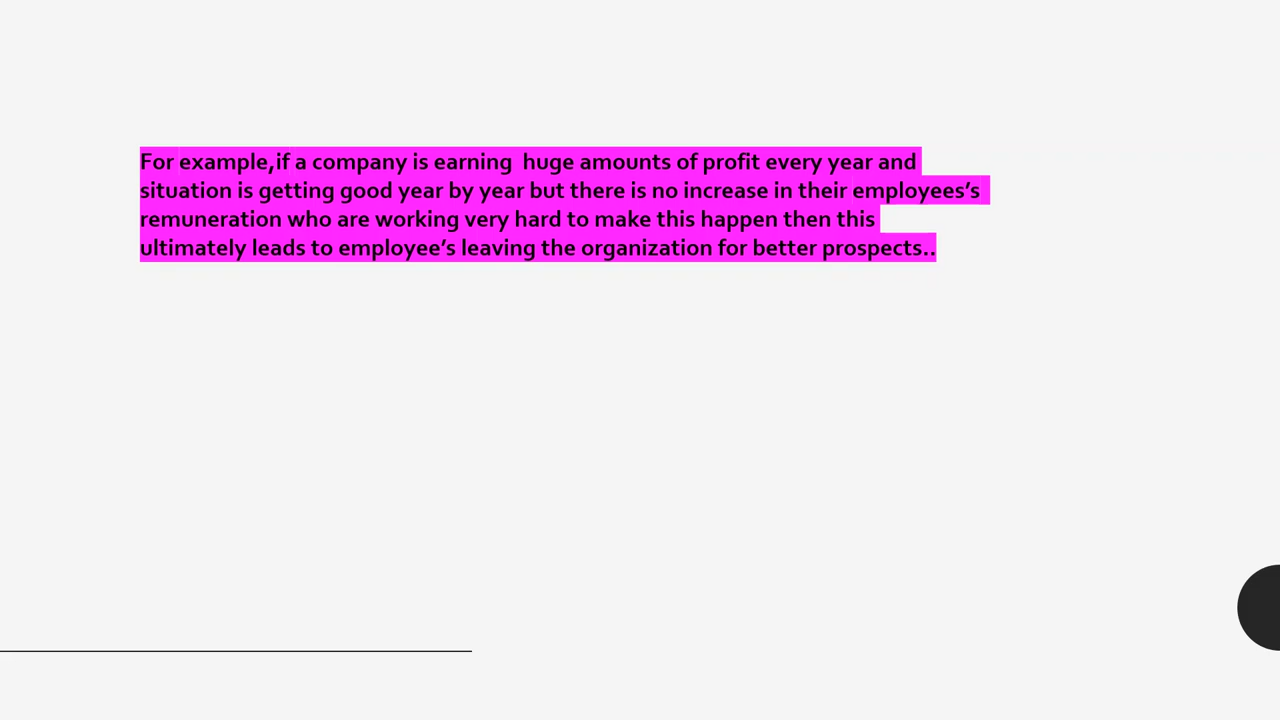 For example,if a company is earning  huge amounts of profit every year and
situation is getting good year by year but there is no increase in their employees’s
remuneration who are working very hard to make this happen then this
ultimately leads to employee’s leaving the organization for better prospects..